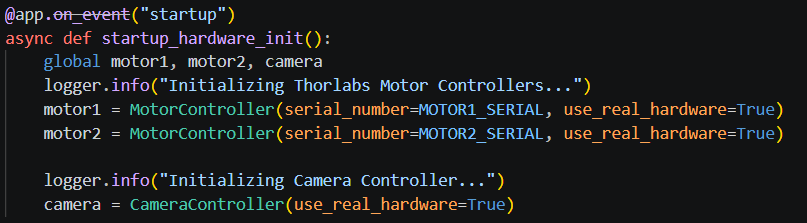 @app.on_event("startup")
async def startup_hardware_init():
    global motor1, motor2, camera
    logger.info("Initializing Thorlabs Motor Controllers...")
    motor1 = MotorController(serial_number=MOTOR1_SERIAL, use_real_hardware=True)
    motor2 = MotorController(serial_number=MOTOR2_SERIAL, use_real_hardware=True)

    logger.info("Initializing Camera Controller...")
    camera = CameraController(use_real_hardware=True)